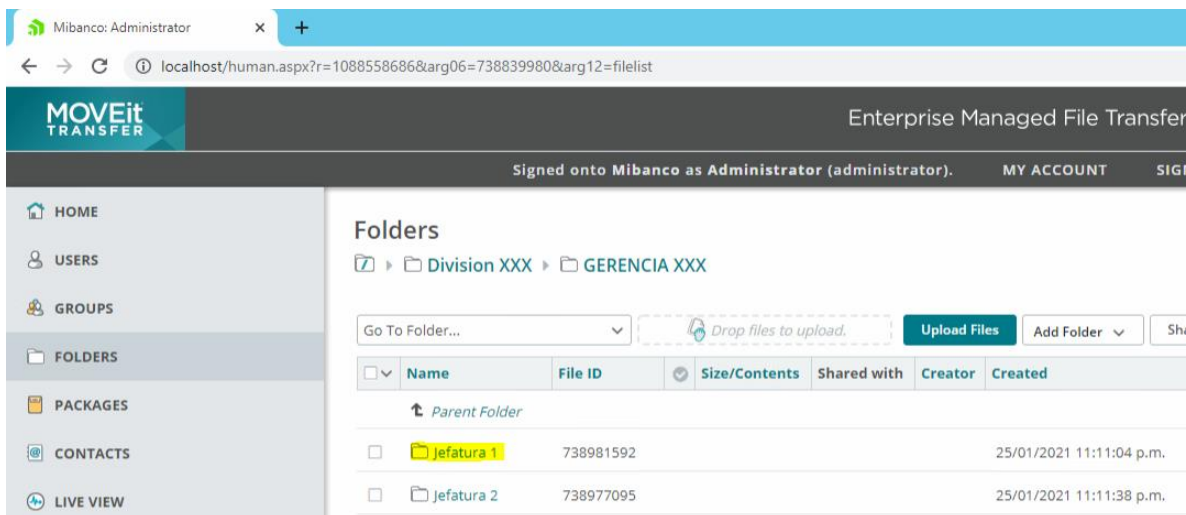 Mibanco: Administrator
localhost/human.aspx?r=1088558686&arg06=738839980&arg12=filelist
MOVEit
TRANSFER
Enterprise Managed File Transfer
Signed onto Mibanco as Administrator (administrator). MY ACCOUNT SIG
HOME
USERS
GROUPS
FOLDERS
PACKAGES
CONTACTS
LIVE VIEW
Folders
Division XXX GERENCIA XXX
Go To Folder... Drop files to upload. Upload Files Add Folder Sha
Name File ID Size/Contents Shared with Creator Created
Parent Folder
Jefatura 1 738981592 25/01/2021 11:11:04 p.m.
Jefatura 2 738977095 25/01/2021 11:11:38 p.m.